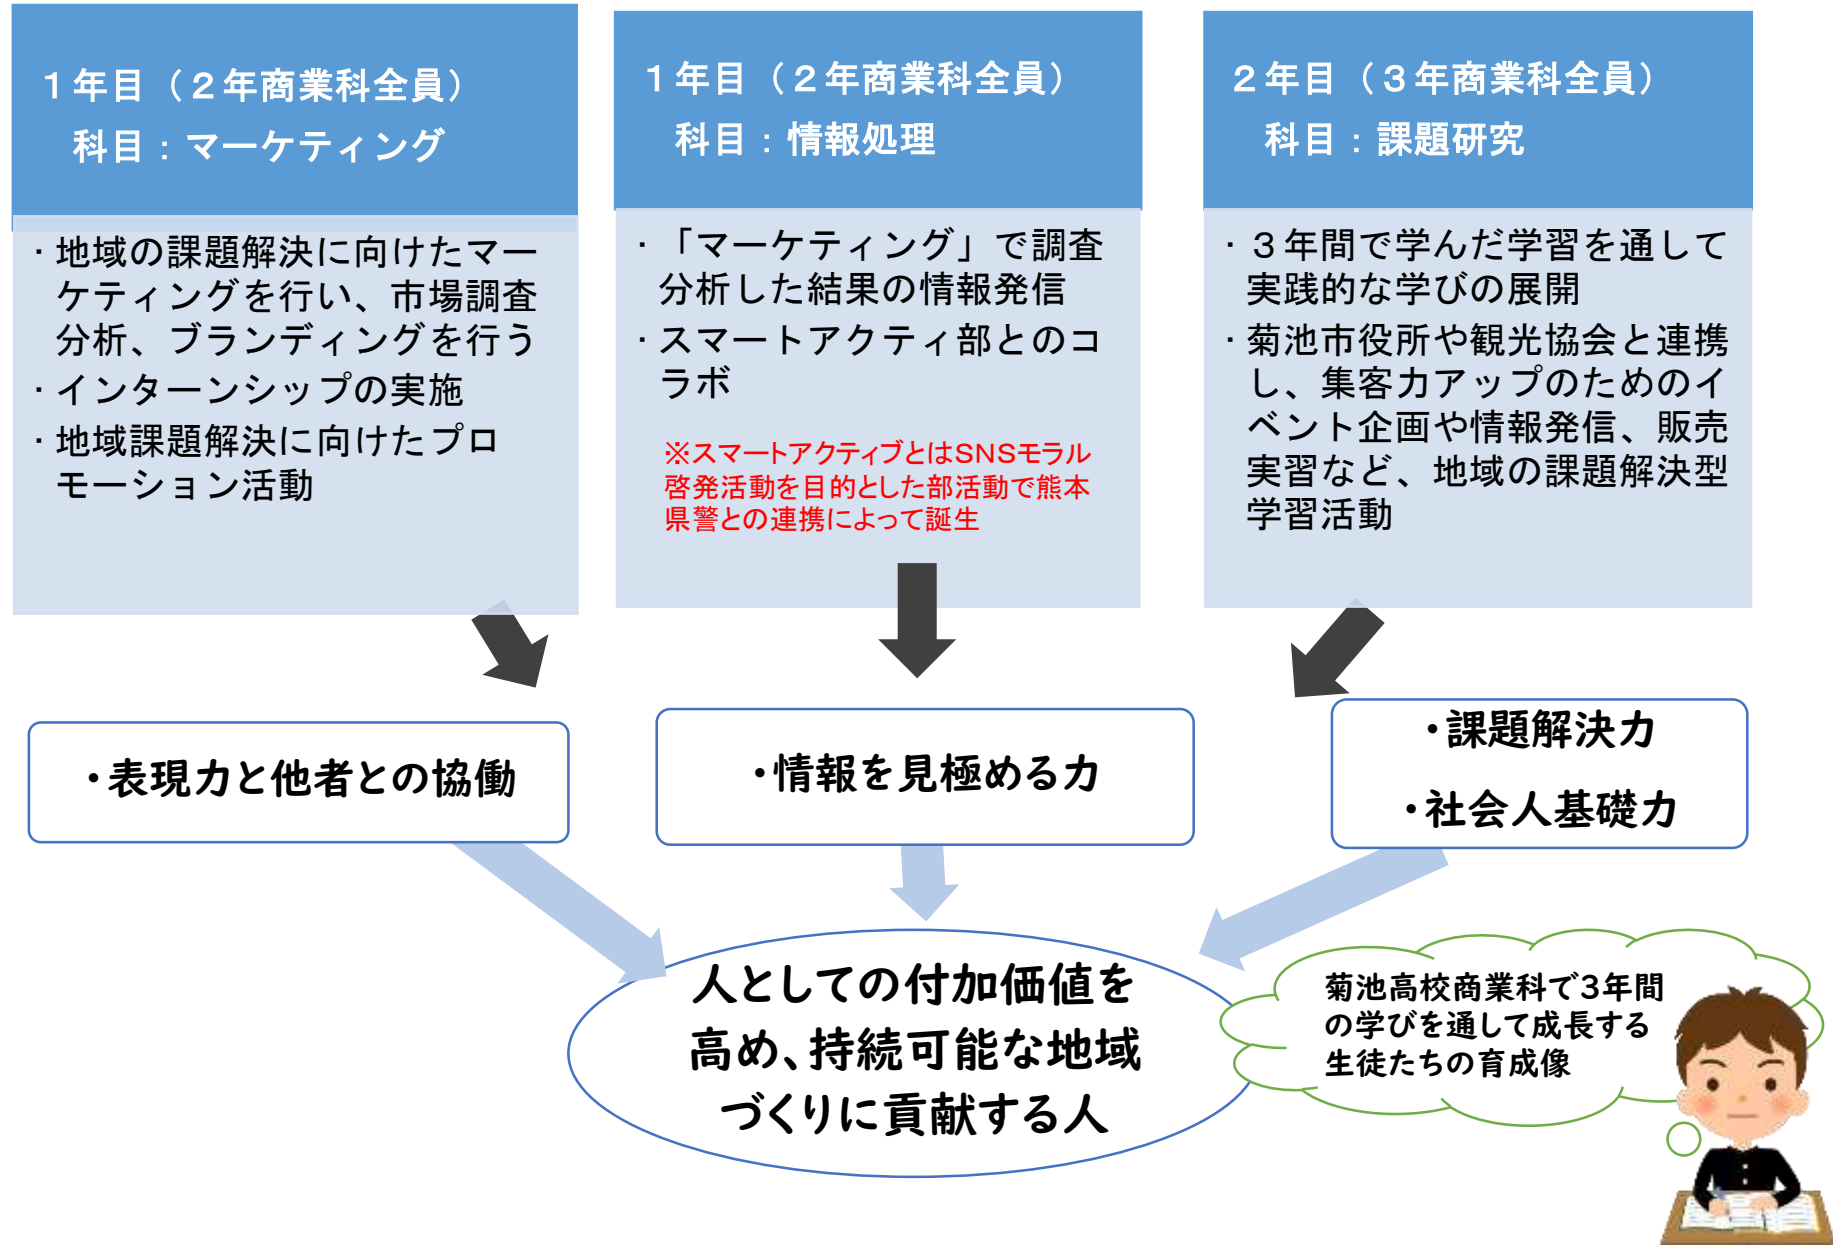 １年目（２年商業科全員）
科目：マーケティング
・地域の課題解決に向けたマー
ケティングを行い、市場調査
分析、ブランディングを行う
・インターンシップの実施
・地域課題解決に向けたプロ
モーション活動
１年目（２年商業科全員）
科目：情報処理
・「マーケティング」で調査
分析した結果の情報発信
・スマートアクティ部とのコ
ラボ
※スマートアクティブとはSNSモラル
啓発活動を目的とした部活動で熊本
県警との連携によって誕生
２年目（３年商業科全員）
科目：課題研究
・３年間で学んだ学習を通して
実践的な学びの展開
・菊池市役所や観光協会と連携
し、集客力アップのためのイ
ベント企画や情報発信、販売
実習など、地域の課題解決型
学習活動
・表現力と他者との協働
・情報を見極める力
・課題解決力
・社会人基礎力
人としての付加価値を
高め、持続可能な地域
づくりに貢献する人
菊池高校商業科で3年間
の学びを通して成長する
生徒たちの育成像